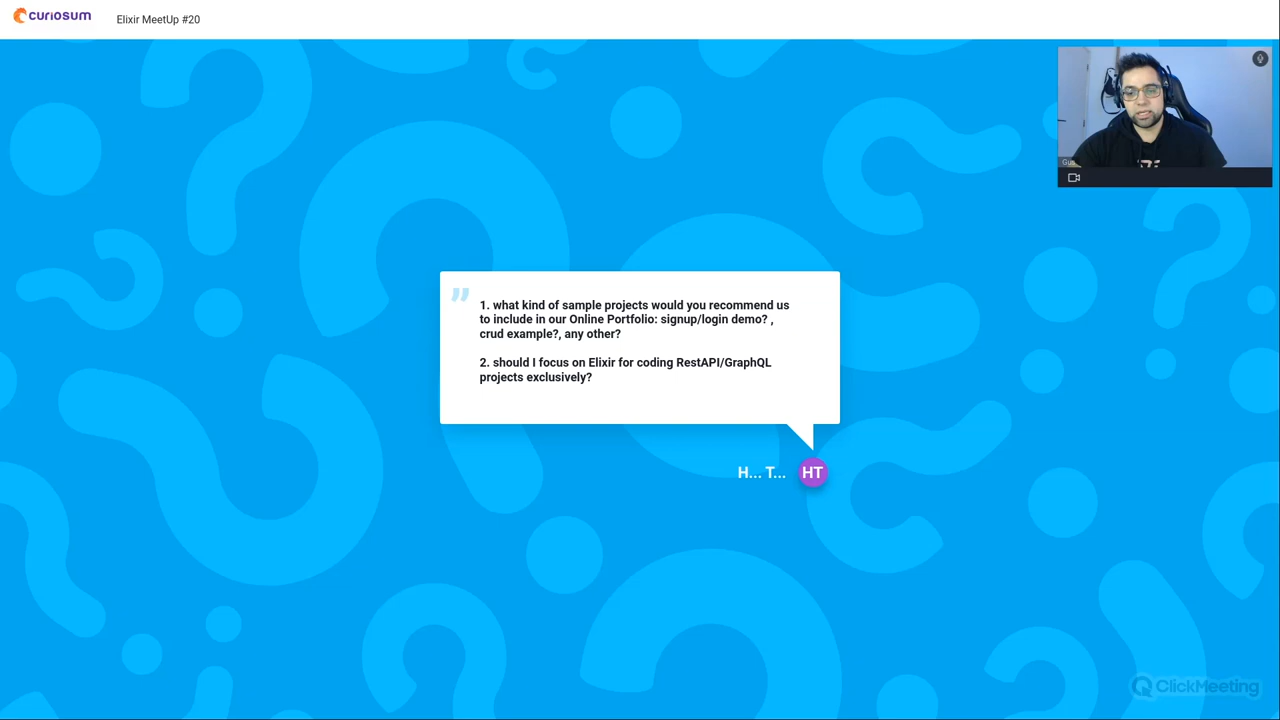 curiosum
Elixir MeetUp #20
Gus
1. what kind of sample projects would you recommend us
to include in our Online Portfolio: signup/login demo? ,
crud example?, any other?
2. should I focus on Elixir for coding RestAPI/GraphQL
projects exclusively?
H... T...
HT
ClickMeeting